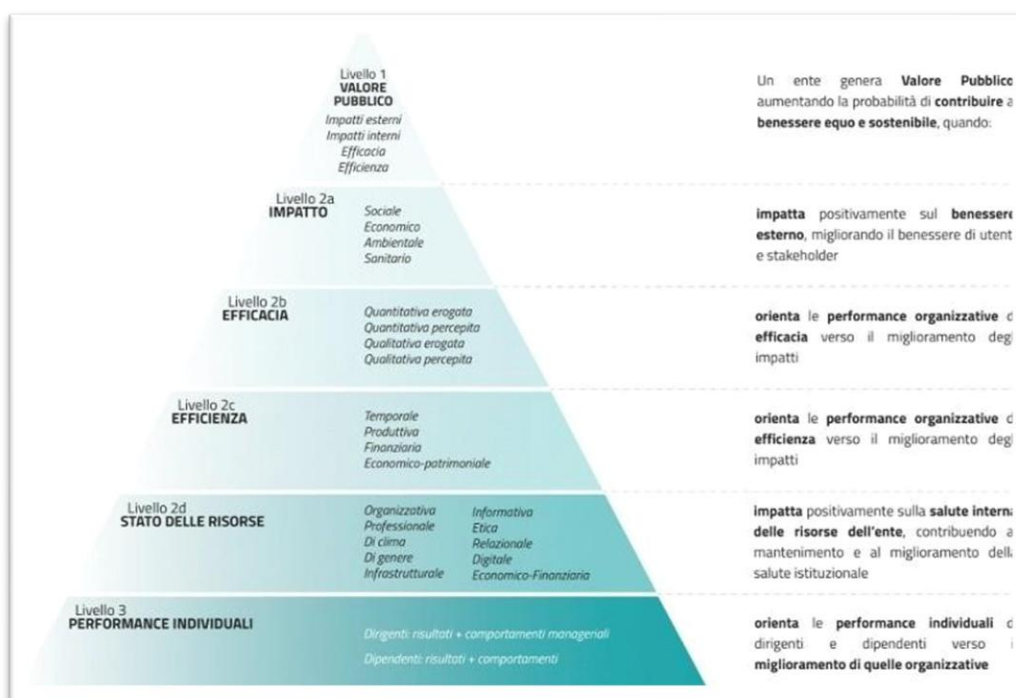 Livello 1
VALORE
PUBBLICO
Impatti esterni
Impatti interni
Efficacia
Efficienza
Un ente genera Valore Pubblico
aumentando la probabilità di contribuire a
benessere equo e sostenibile, quando:
Livello 2a
IMPATTO
Sociale
Economico
Ambientale
Sanitario
impatta positivamente sul benessere
esterno, migliorando il benessere di utent
e stakeholder
Livello 2b
EFFICACIA
Quantitativa erogata
Quantitativa percepita
Qualitativa erogata
Qualitativa percepita
orienta le performance organizzative d
efficacia verso il miglioramento degl
impatti
Livello 2c
EFFICIENZA
Temporale
Produttiva
Finanziaria
Economico-patrimoniale
orienta le performance organizzative d
efficienza verso il miglioramento degl
impatti
Livello 2d
STATO DELLE RISORSE
Organizzativa
Professionale
Di clima
Di genere
Infrastrutturale
Informativa
Etica
Relazionale
Digitale
Economico-Finanziaria
impatta positivamente sulla salute interna
delle risorse dell'ente, contribuendo a
mantenimento e al miglioramento dell
salute istituzionale
Livello 3
PERFORMANCE INDIVIDUALI
Dirigenti: risultati + comportamenti manageriali
Dipendenti: risultati + comportamenti
orienta le performance individuali d
dirigenti e dipendenti verso i
miglioramento di quelle organizzative